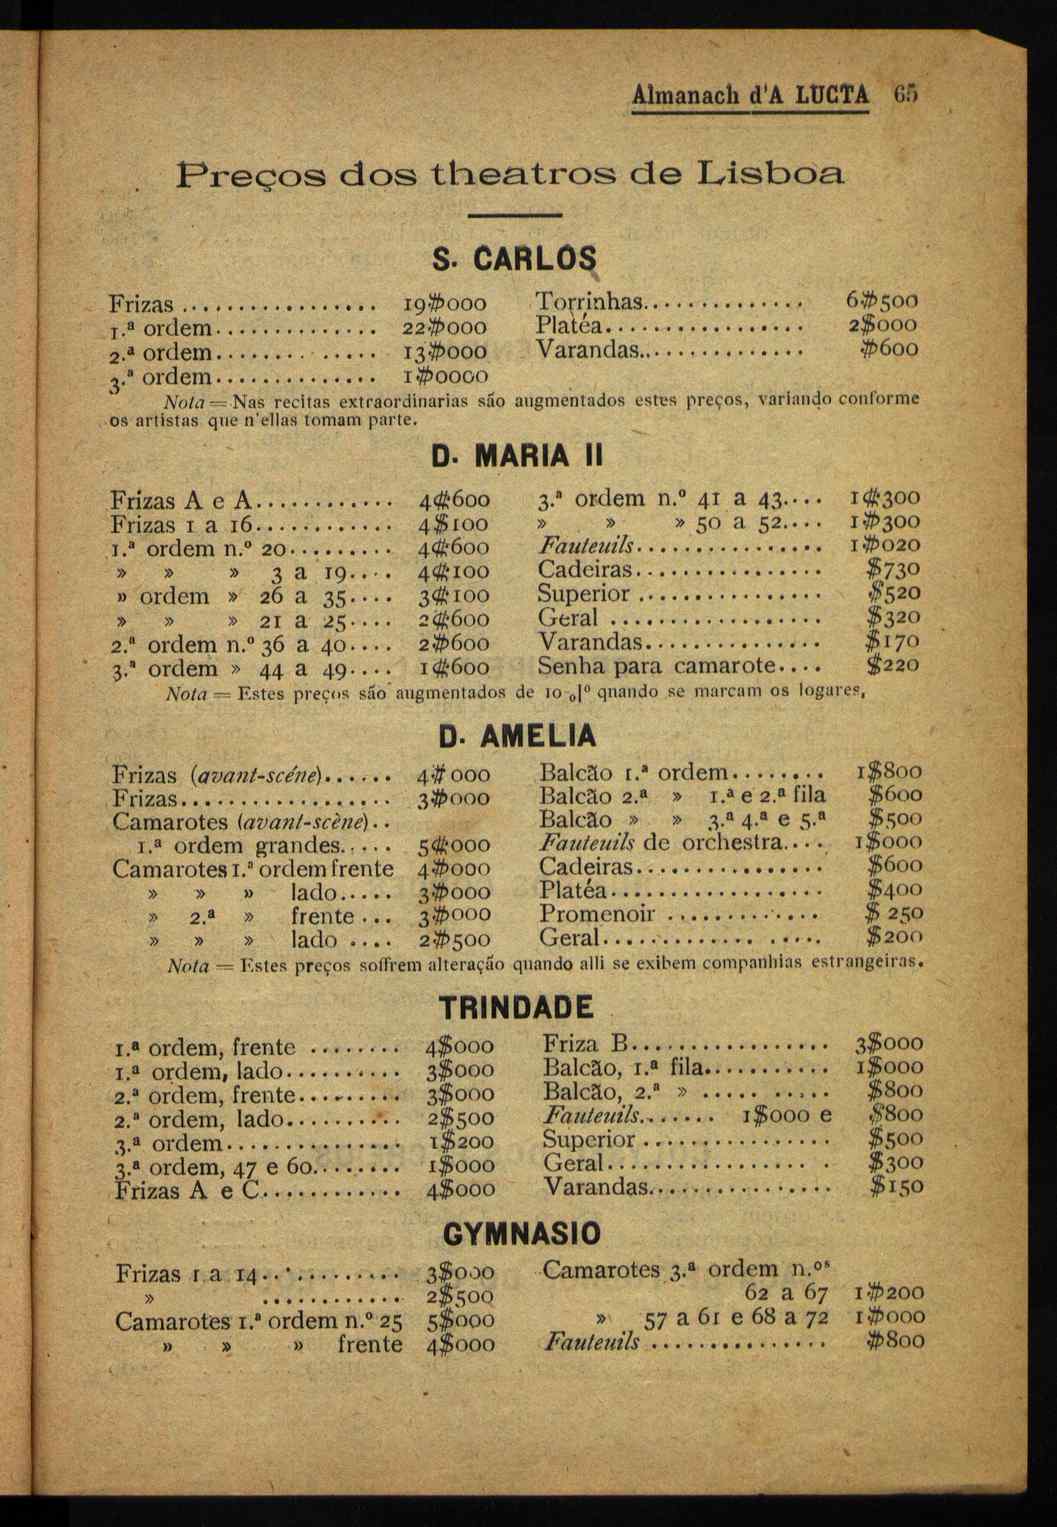 Almanach d'A LUCTA 65
Preços dos theatros de Lisboa
S. CARLOS
Frizas ................ 19$000
1.ª ordem.............. 22$000
2.ª ordem.............. 13$000
3.ª ordem.............. 1$0000
Torrinhas.............. 6$500
Platéa................. 2$000
Varandas............... $600
Nota — Nas recitas extraordinarias são augmentados estes preços, variando conforme
os artistas que n'ellas tomam parte.
D. MARIA II
Frizas A e A............ 4$600
Frizas 1 a 16............ 4$100
1.ª ordem n.º 20......... 4$600
» » » 3 a 19.... 4$100
» ordem » 26 a 35.... 3$100
» » » 21 a 25.... 2$600
2.ª ordem n.º 36 a 40.... 2$600
3.ª ordem » 44 a 49.... 1$600
3.ª ordem n.º 41 a 43.... 1$300
» » » 50 a 52.... 1$300
Fauteuils................ 1$020
Cadeiras................ $730
Superior ................ $520
Geral .................. $320
Varandas............... $170
Senha para camarote.... $220
Nota — Estes preços são augmentados de 10 o|º qnando se marcam os logares,
D. AMELIA
Frizas (avant-scéne)...... 4$000
Frizas.................. 3$000
Camarotes (avant-scène)..
1.ª ordem grandes...... 5$000
Camarotes 1.ª ordem frente 4$000
» » » lado..... 3$000
» 2.ª » frente ... 3$000
» » » lado .... 2$500
Balcão 1.ª ordem........ 1$800
Balcão 2.ª » 1.ª e 2.ª fila $600
Balcão » » 3.ª 4.ª e 5.ª $500
Fauteuils de orchestra.... 1$000
Cadeiras................ $600
Platéa.................. $400
Promenoir ............. $ 250
Geral.................. $200
Nota — Estes preços soffrem alteração quando alli se exibem companhias estrangeiras.
TRINDADE
1.ª ordem, frente ........ 4$000
1.ª ordem, lado.......... 3$000
2.ª ordem, frente......... 3$000
2.ª ordem, lado.......... 2$500
3.ª ordem............... 1$200
3.ª ordem, 47 e 60........ 1$000
Frizas A e C............ 4$000
Friza B................. 3$000
Balcão, 1.ª fila........... 1$000
Balcão, 2.ª » ........... $800
Fauteuils....... 1$000 e $800
Superior ................ $500
Geral.................. $300
Varandas................ $150
GYMNASIO
Frizas 1 a 14............ 3$000
» ............ 2$500
Camarotes 1.ª ordem n.º 25 5$000
» » » frente 4$000
Camarotes 3.ª ordem n.ºˢ
62 a 67 1$200
» 57 a 61 e 68 a 72 1$000
Fauteuils ............... $800